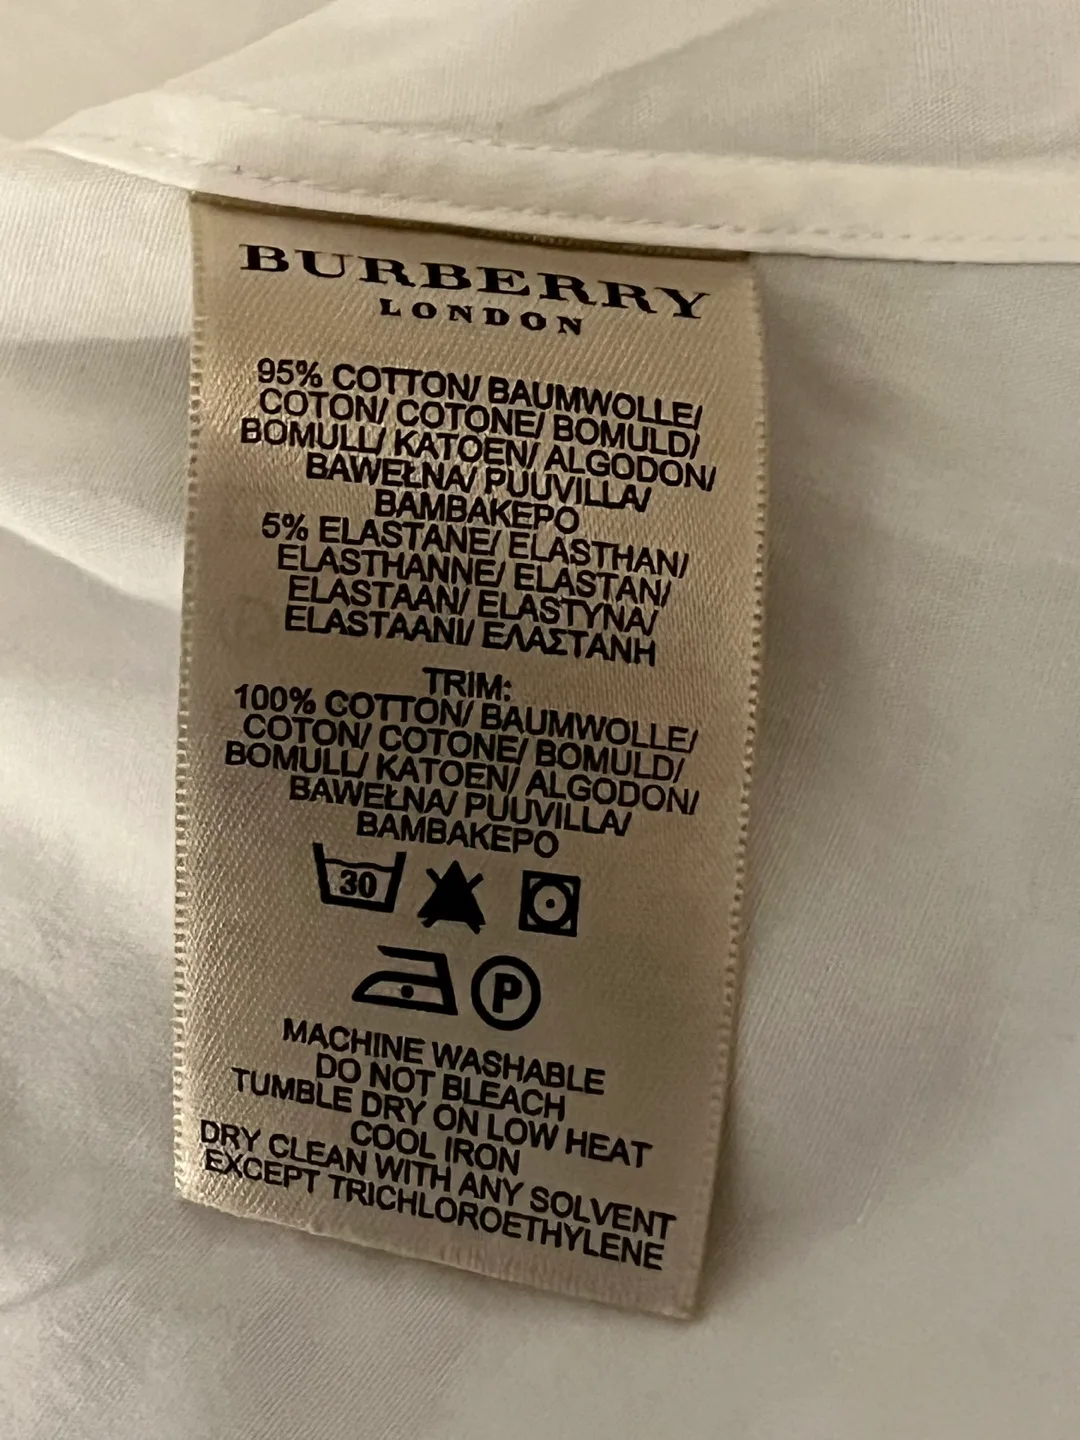 BURBERRY
LONDON
95% COTTON/ BAUMWOLLE/
COTON/ COTONE/ BOMULD/
BOMULL/ KATOEN/ ALGODON/
BAWEŁNA/ PUUVILLA/
BAMBAKEPO
5% ELASTANE/ ELASTHAN/
ELASTHANNE/ ELASTAN/
ELASTAAN/ ELASTYNA/
ELASTAANI/ ΕΛΑΣΤΑΝΗ
TRIM:
100% COTTON/ BAUMWOLLE/
COTON/ COTONE/ BOMULD/
BOMULL/ KATOEN/ ALGODON/
BAWEŁNA/ PUUVILLA/
BAMBAKEPO
30
P
MACHINE WASHABLE
DO NOT BLEACH
TUMBLE DRY ON LOW HEAT
COOL IRON
DRY CLEAN WITH ANY SOLVENT
EXCEPT TRICHLOROETHYLENE